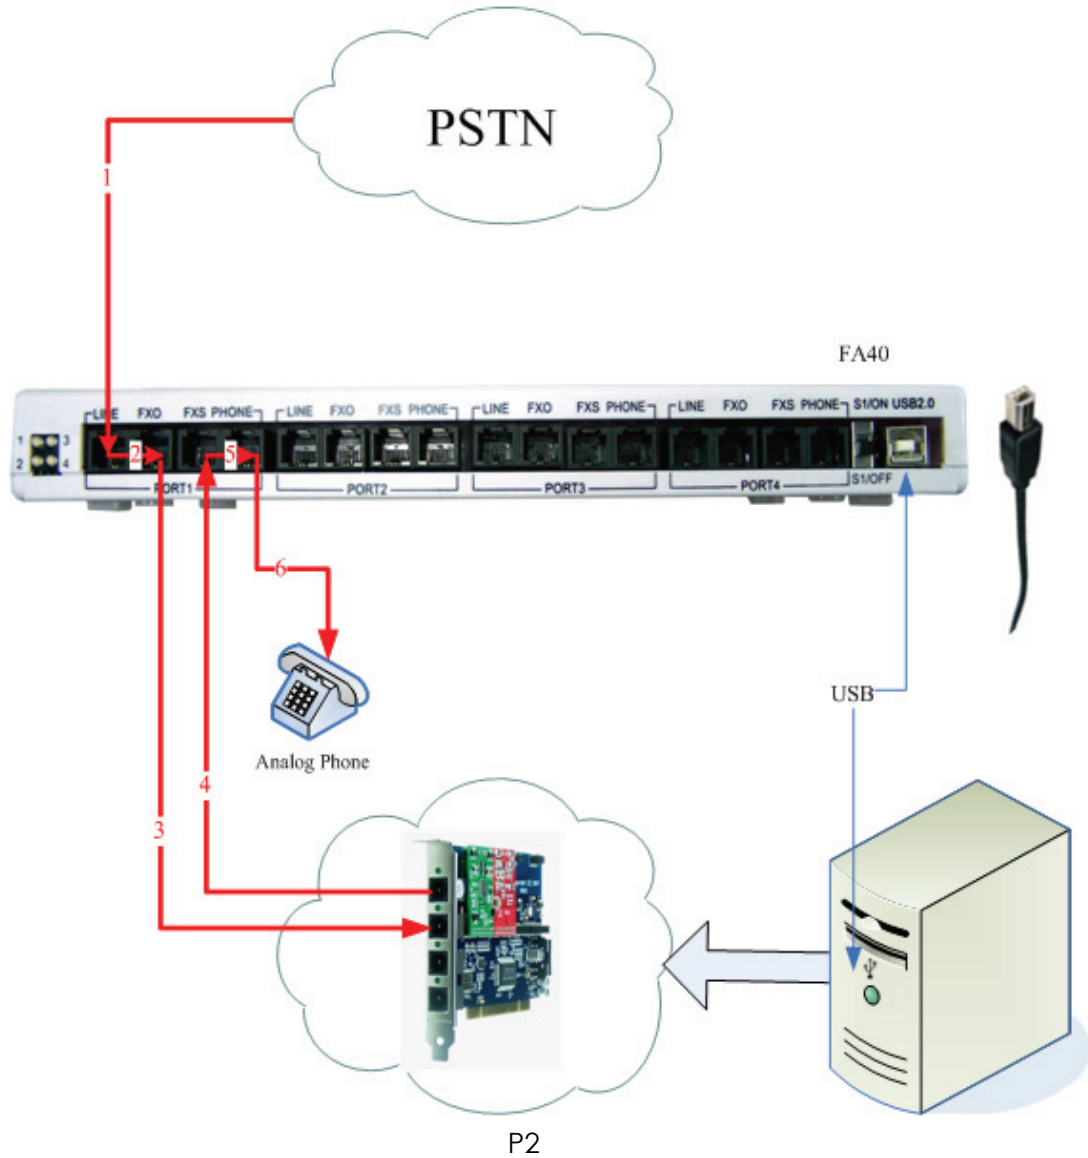 PSTN
1
FA40
LINE FXO FXS PHONE LINE FXO FXS PHONE LINE FXO FXS PHONE LINE FXO FXS PHONE S1/ON USB2.0
1 3
2 4
2 5
PORT1 PORT2 PORT3 PORT4 S1/OFF
6
USB
Analog Phone
4
3
P2